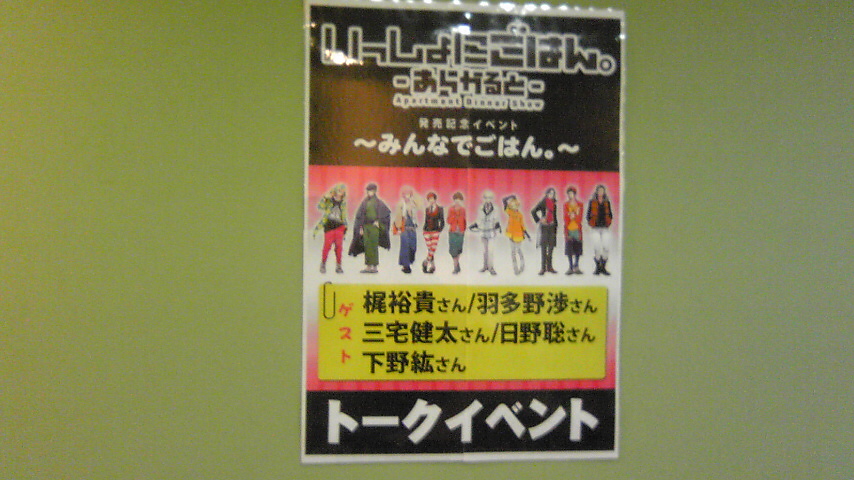 いっしょにごはん。
-あらかると-
Apartment Dinner Show
発売記念イベント
～みんなでごはん。～
ゲスト
梶裕貴さん/羽多野渉さん
三宅健太さん/日野聡さん
下野紘さん
トークイベント